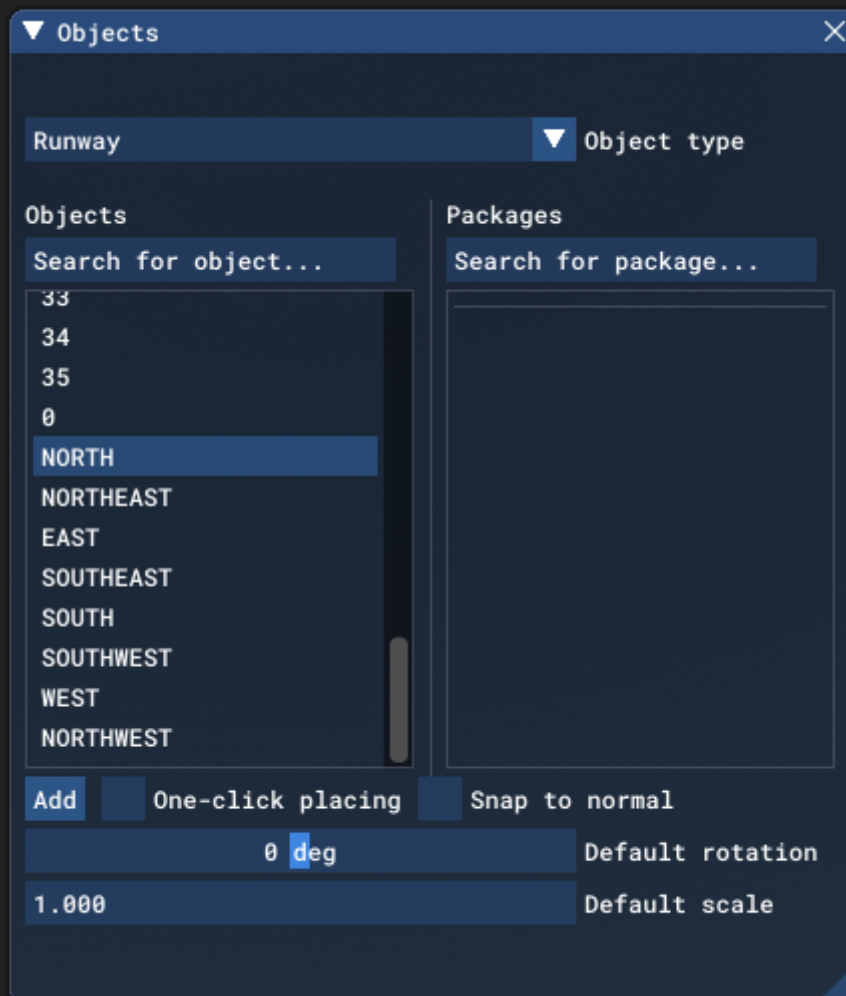 Objects
Runway
Object type
Objects
Search for object...
33
34
35
0
NORTH
NORTHEAST
EAST
SOUTHEAST
SOUTH
SOUTHWEST
WEST
NORTHWEST
Packages
Search for package...
Add One-click placing Snap to normal
0 deg Default rotation
1.000 Default scale